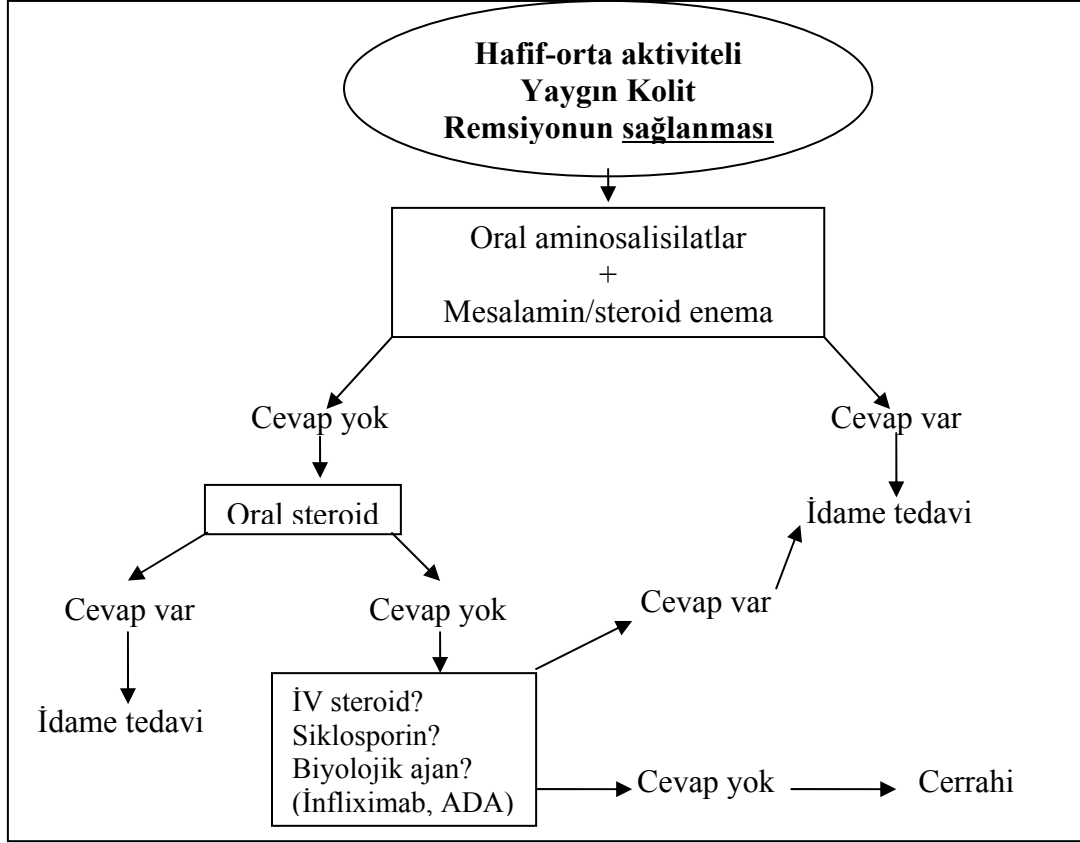 Hafif-orta aktiviteli
Yaygın Kolit
Remsiyonun sağlanması
Oral aminosalisilatlar
+
Mesalamin/steroid enema
Cevap yok
Cevap var
Oral steroid
İdame tedavi
Cevap var
Cevap yok
Cevap var
İdame tedavi
İV steroid?
Siklosporin?
Biyolojik ajan?
(İnfliximab, ADA)
Cevap yok
Cerrahi